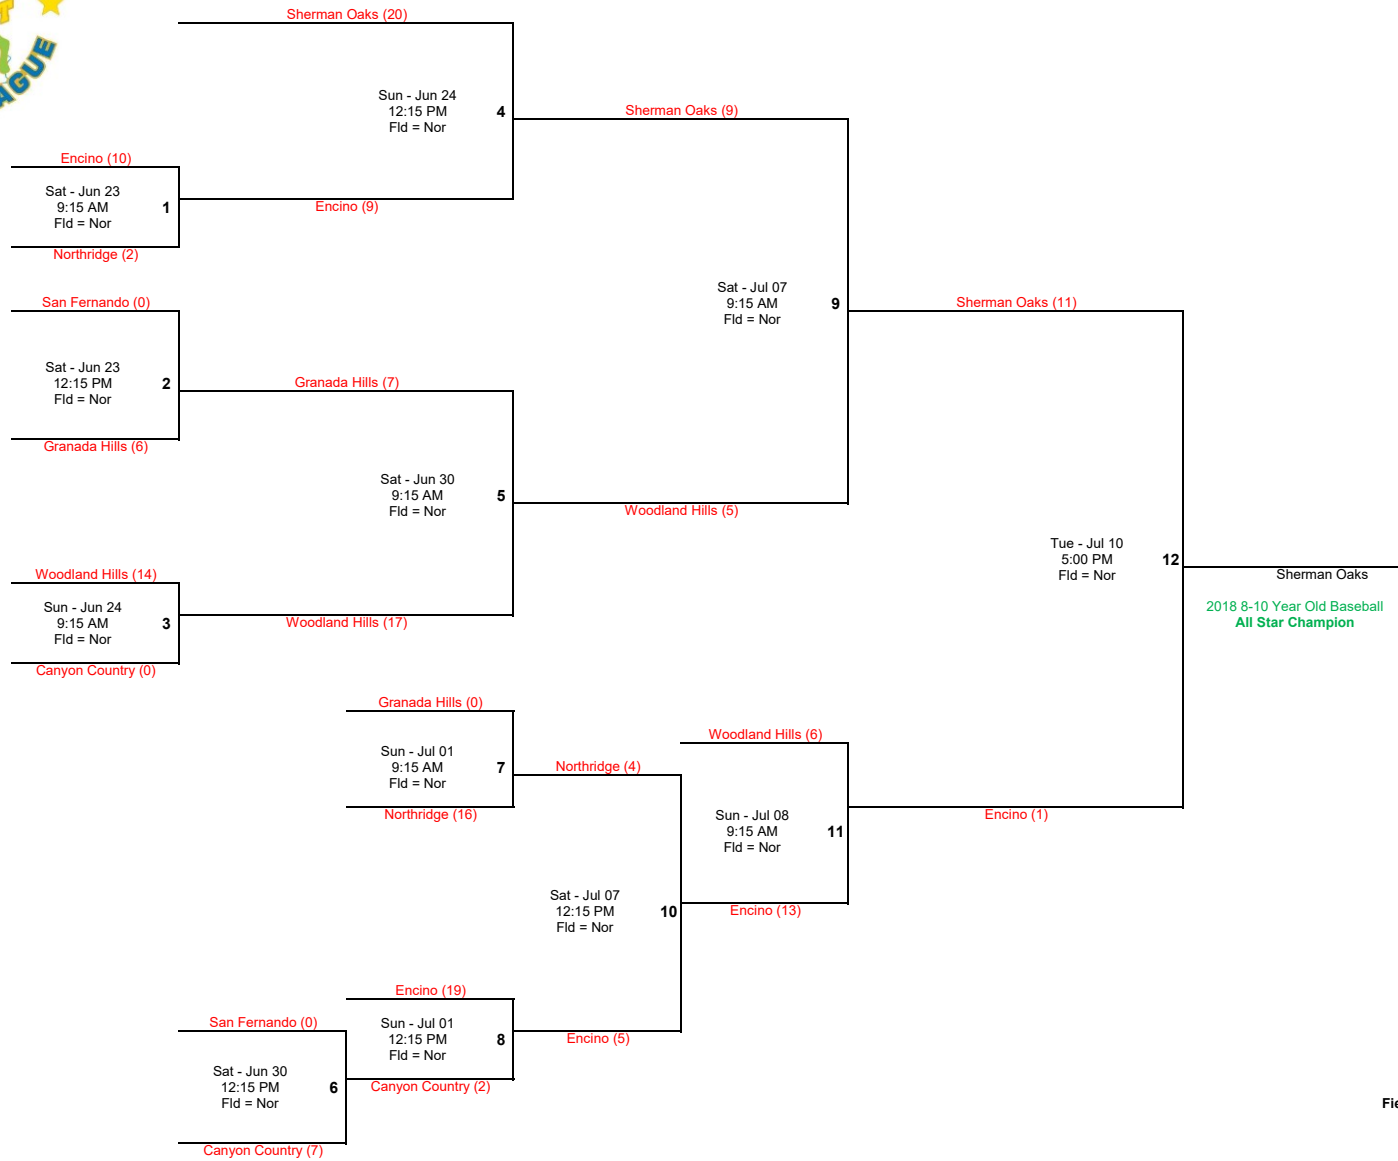 Sherman Oaks (20)
T
AGUE
Sun - Jun 24
12:15 PM
Fld = Nor
4
Sherman Oaks (9)
Encino (10)
Sat - Jun 23
9:15 AM
Fld = Nor
1
Encino (9)
Northridge (2)
San Fernando (0)
Sat - Jul 07
9:15 AM
Fld = Nor
9
Sherman Oaks (11)
Sat - Jun 23
12:15 PM
Fld = Nor
2
Granada Hills (7)
Granada Hills (6)
Sat - Jun 30
9:15 AM
Fld = Nor
5
Woodland Hills (5)
Tue - Jul 10
5:00 PM
Fld = Nor
12
Sherman Oaks
2018 8-10 Year Old Baseball
All Star Champion
Woodland Hills (14)
Sun - Jun 24
9:15 AM
Fld = Nor
3
Woodland Hills (17)
Canyon Country (0)
Granada Hills (0)
Sun - Jul 01
9:15 AM
Fld = Nor
7
Northridge (4)
Northridge (16)
Woodland Hills (6)
Sun - Jul 08
9:15 AM
Fld = Nor
11
Encino (1)
Sat - Jul 07
12:15 PM
Fld = Nor
10
Encino (13)
Encino (19)
Sun - Jul 01
12:15 PM
Fld = Nor
8
Encino (5)
San Fernando (0)
Sat - Jun 30
12:15 PM
Fld = Nor
6
Canyon Country (2)
Canyon Country (7)
Fie